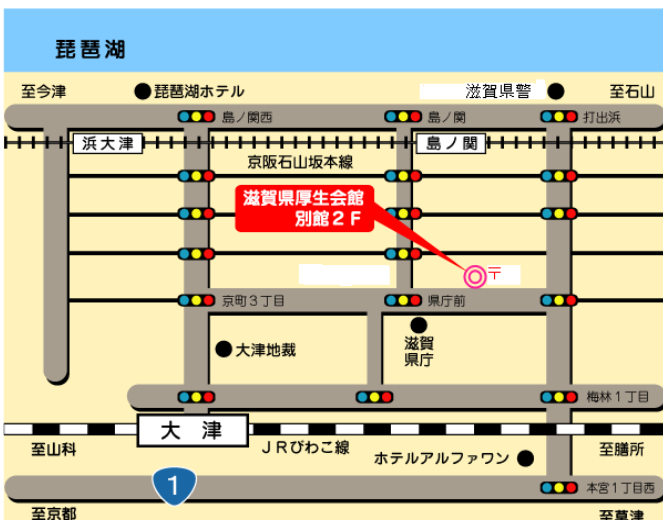 琵琶湖
至今津
琵琶湖ホテル
滋賀県警
至石山
島ノ関西
島ノ関
打出浜
浜大津
島ノ関
京阪石山坂本線
滋賀県厚生会館
別館2F
〒
京町3丁目
県庁前
大津地裁
滋賀
県庁
梅林1丁目
大津
至山科
JRびわこ線
ホテルアルファワン
至膳所
1
本宮1丁目西
至京都
至草津